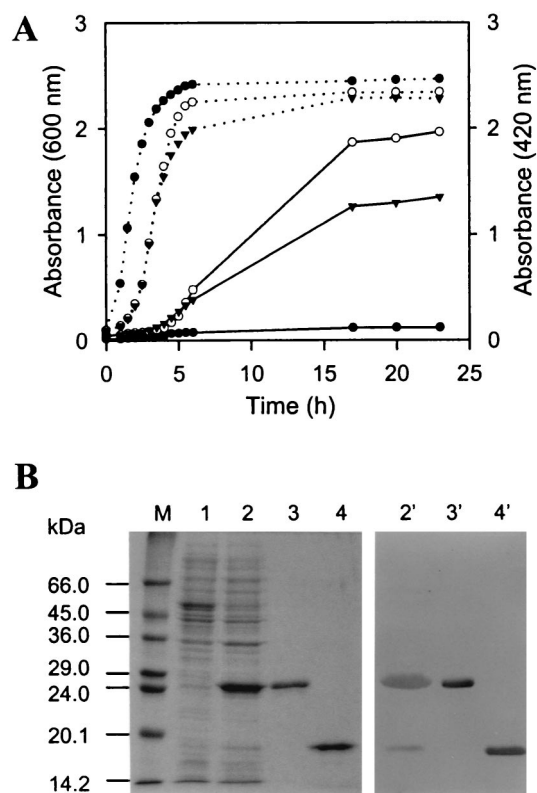 A
3
2
1
0
Absorbance (600 nm)
3
2
1
0
Absorbance (420 nm)
0 5 10 15 20 25
Time (h)
B
kDa M 1 2 3 4 2' 3' 4'
66.0
45.0
36.0
29.0
24.0
20.1
14.2